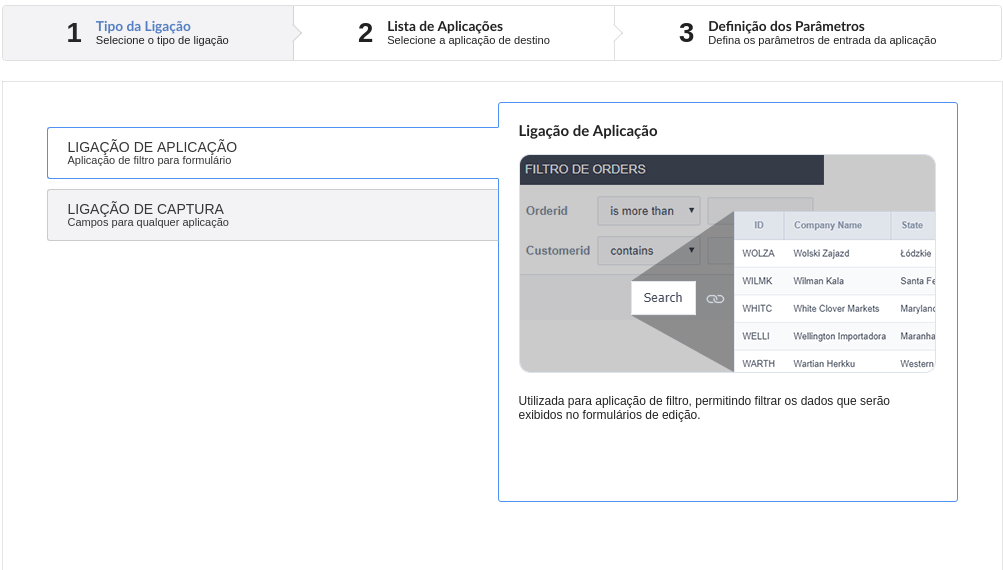 1 Tipo da Ligação
Selecione o tipo de ligação
2 Lista de Aplicações
Selecione a aplicação de destino
3 Definição dos Parâmetros
Defina os parâmetros de entrada da aplicação
LIGAÇÃO DE APLICAÇÃO
Aplicação de filtro para formulário
LIGAÇÃO DE CAPTURA
Campos para qualquer aplicação
Ligação de Aplicação
FILTRO DE ORDERS
Orderid is more than
Customerid contains
Search
ID Company Name State
WOLZA Wolski Zajazd Łódzkie
WILMK Wilman Kala Santa Fe
WHITC White Clover Markets Maryland
WELLI Wellington Importadora Maranha
WARTH Wartian Herkku Western
Utilizada para aplicação de filtro, permitindo filtrar os dados que serão
exibidos no formulários de edição.